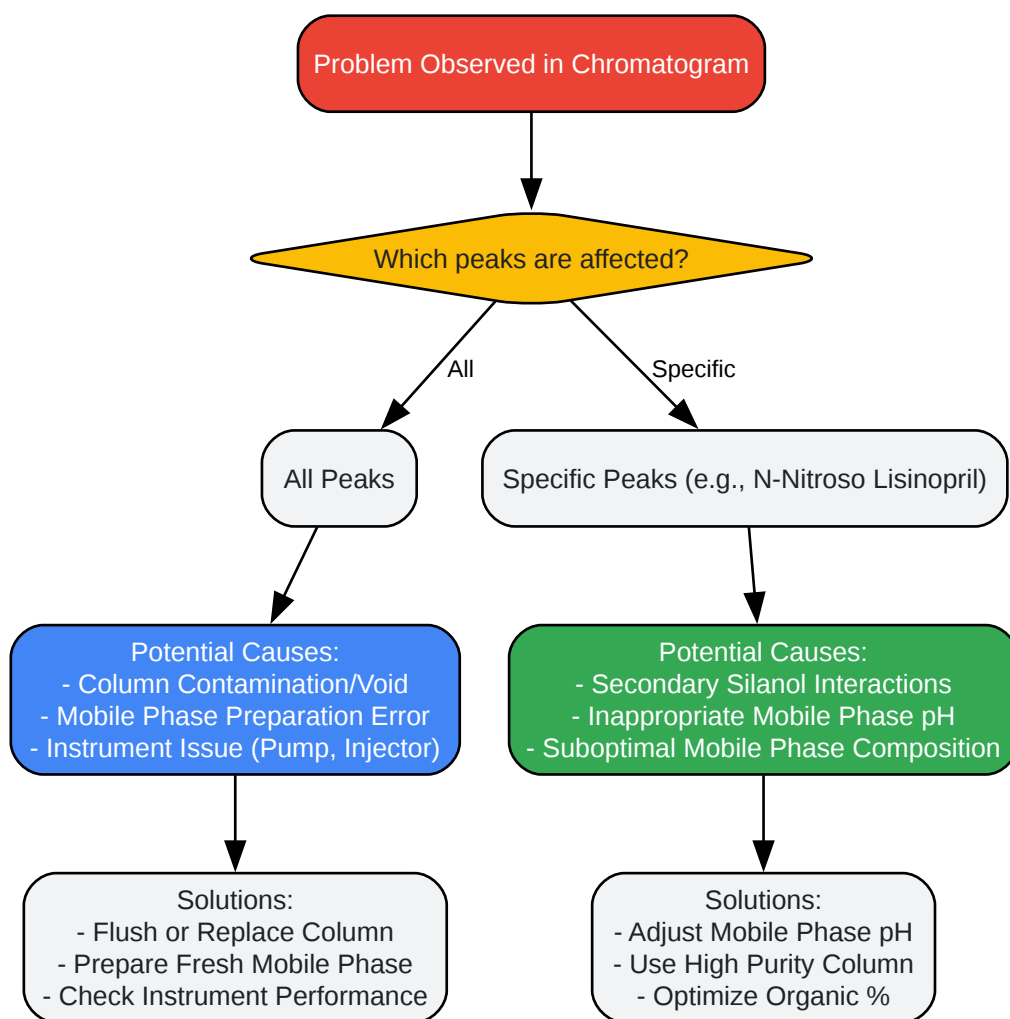 Problem Observed in Chromatogram
Which peaks are affected?
All
Specific
All Peaks
Specific Peaks (e.g., N-Nitroso Lisinopril)
Potential Causes:
- Column Contamination/Void
- Mobile Phase Preparation Error
- Instrument Issue (Pump, Injector)
Potential Causes:
- Secondary Silanol Interactions
- Inappropriate Mobile Phase pH
- Suboptimal Mobile Phase Composition
Solutions:
- Flush or Replace Column
- Prepare Fresh Mobile Phase
- Check Instrument Performance
Solutions:
- Adjust Mobile Phase pH
- Use High Purity Column
- Optimize Organic %